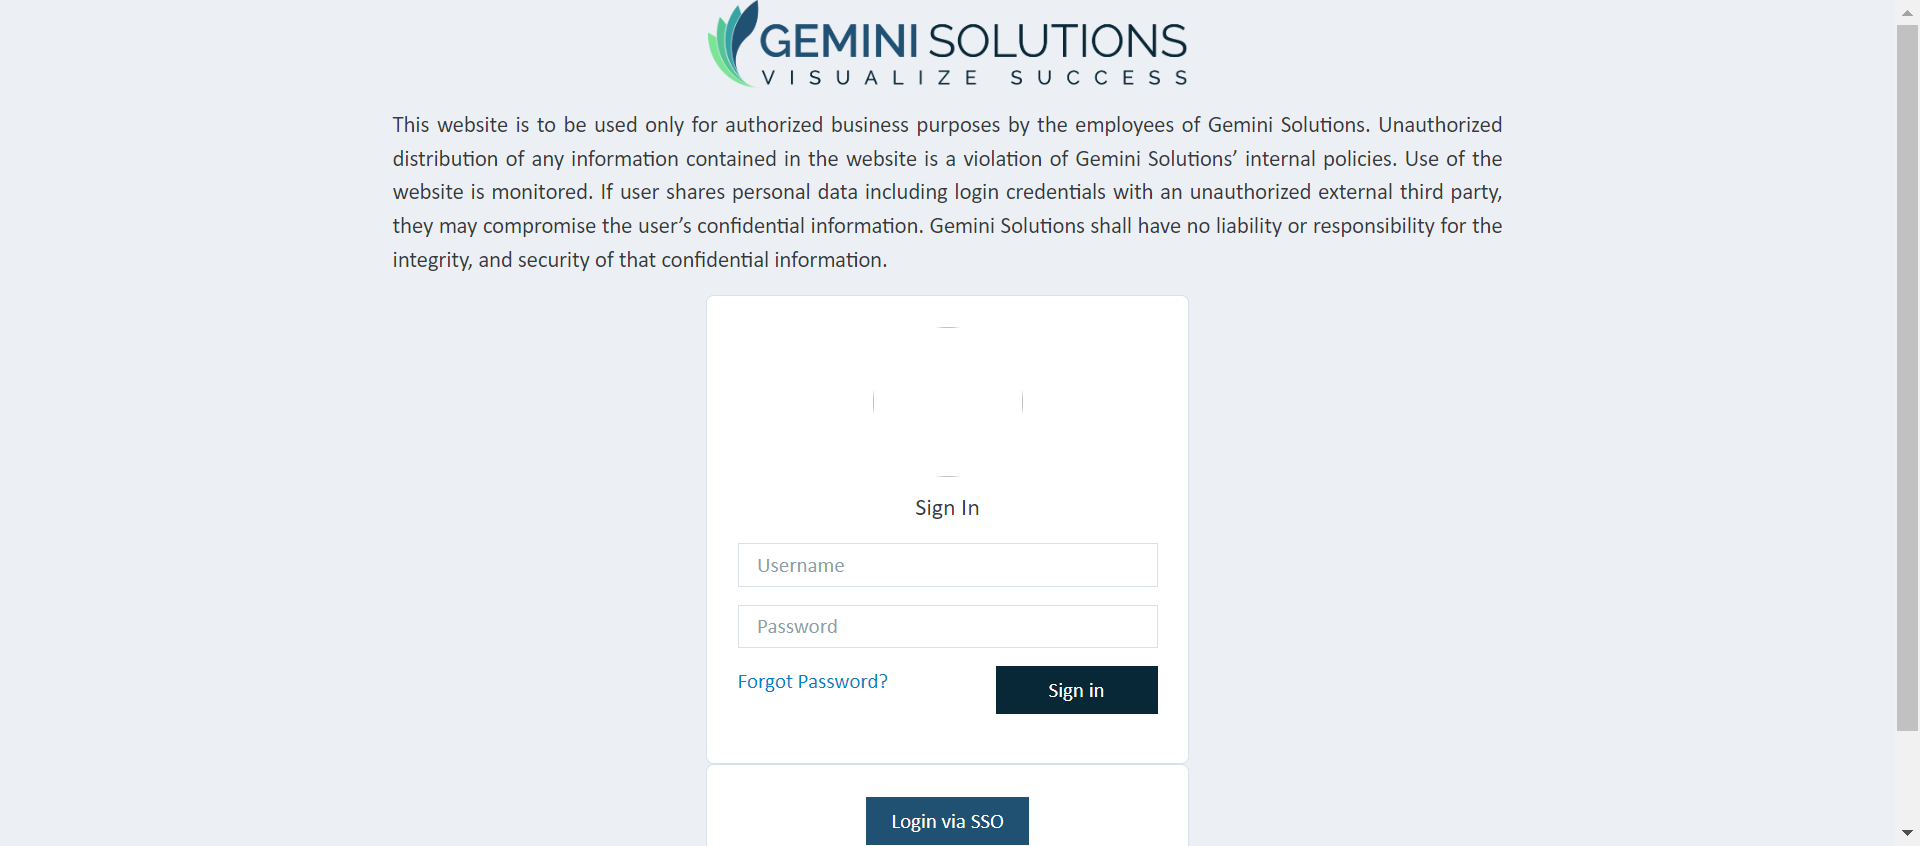 GEMINI SOLUTIONS
VISUALIZE SUCCESS
This website is to be used only for authorized business purposes by the employees of Gemini Solutions. Unauthorized
distribution of any information contained in the website is a violation of Gemini Solutions’ internal policies. Use of the
website is monitored. If user shares personal data including login credentials with an unauthorized external third party,
they may compromise the user’s confidential information. Gemini Solutions shall have no liability or responsibility for the
integrity, and security of that confidential information.
Sign In
Username
Password
Forgot Password?
Sign in
Login via SSO